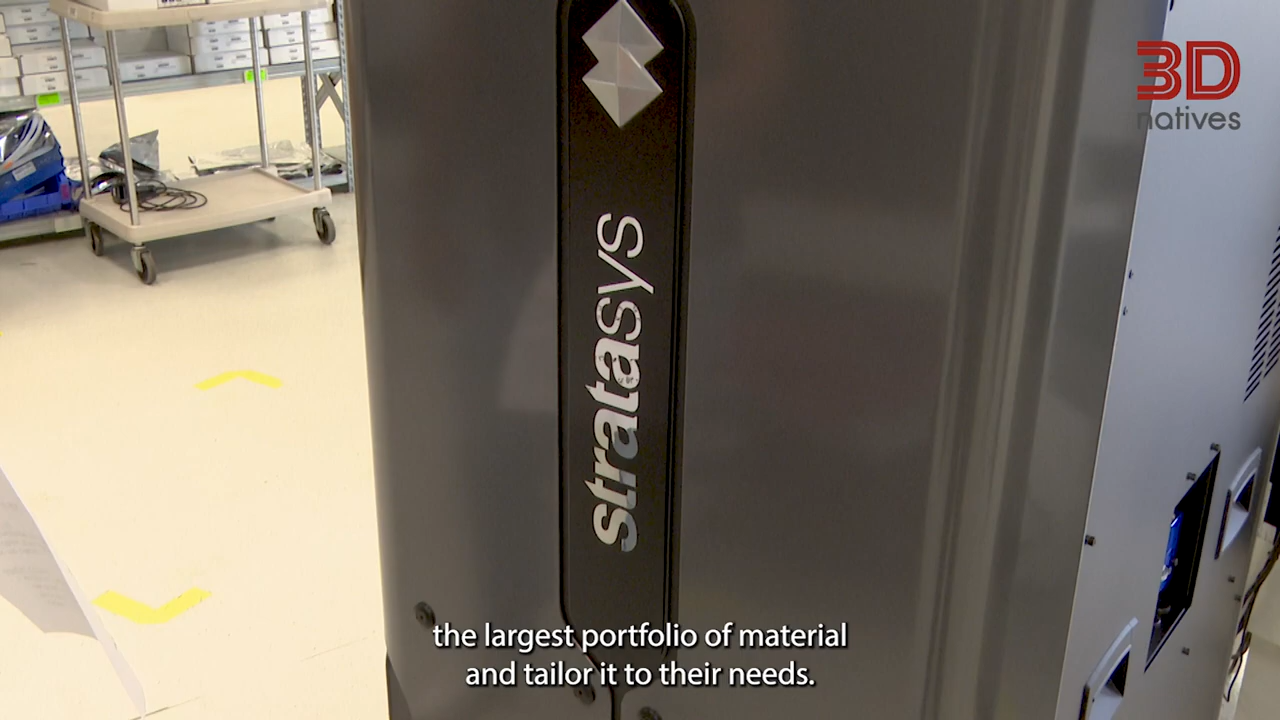 3D
natives
stratasys
the largest portfolio of material
and tailor it to their needs.